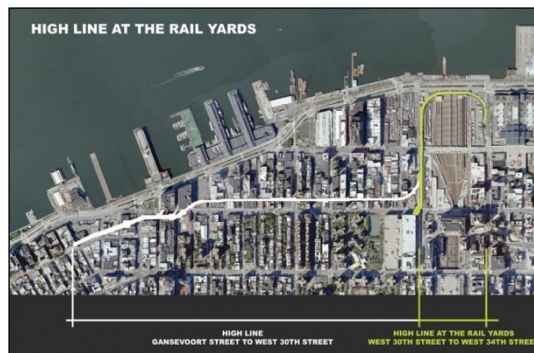 HIGH LINE AT THE RAIL YARDS
HIGH LINE
GANSEVOORT STREET TO WEST 30TH STREET
HIGH LINE AT THE RAIL YARDS
WEST 30TH STREET TO WEST 34TH STREET